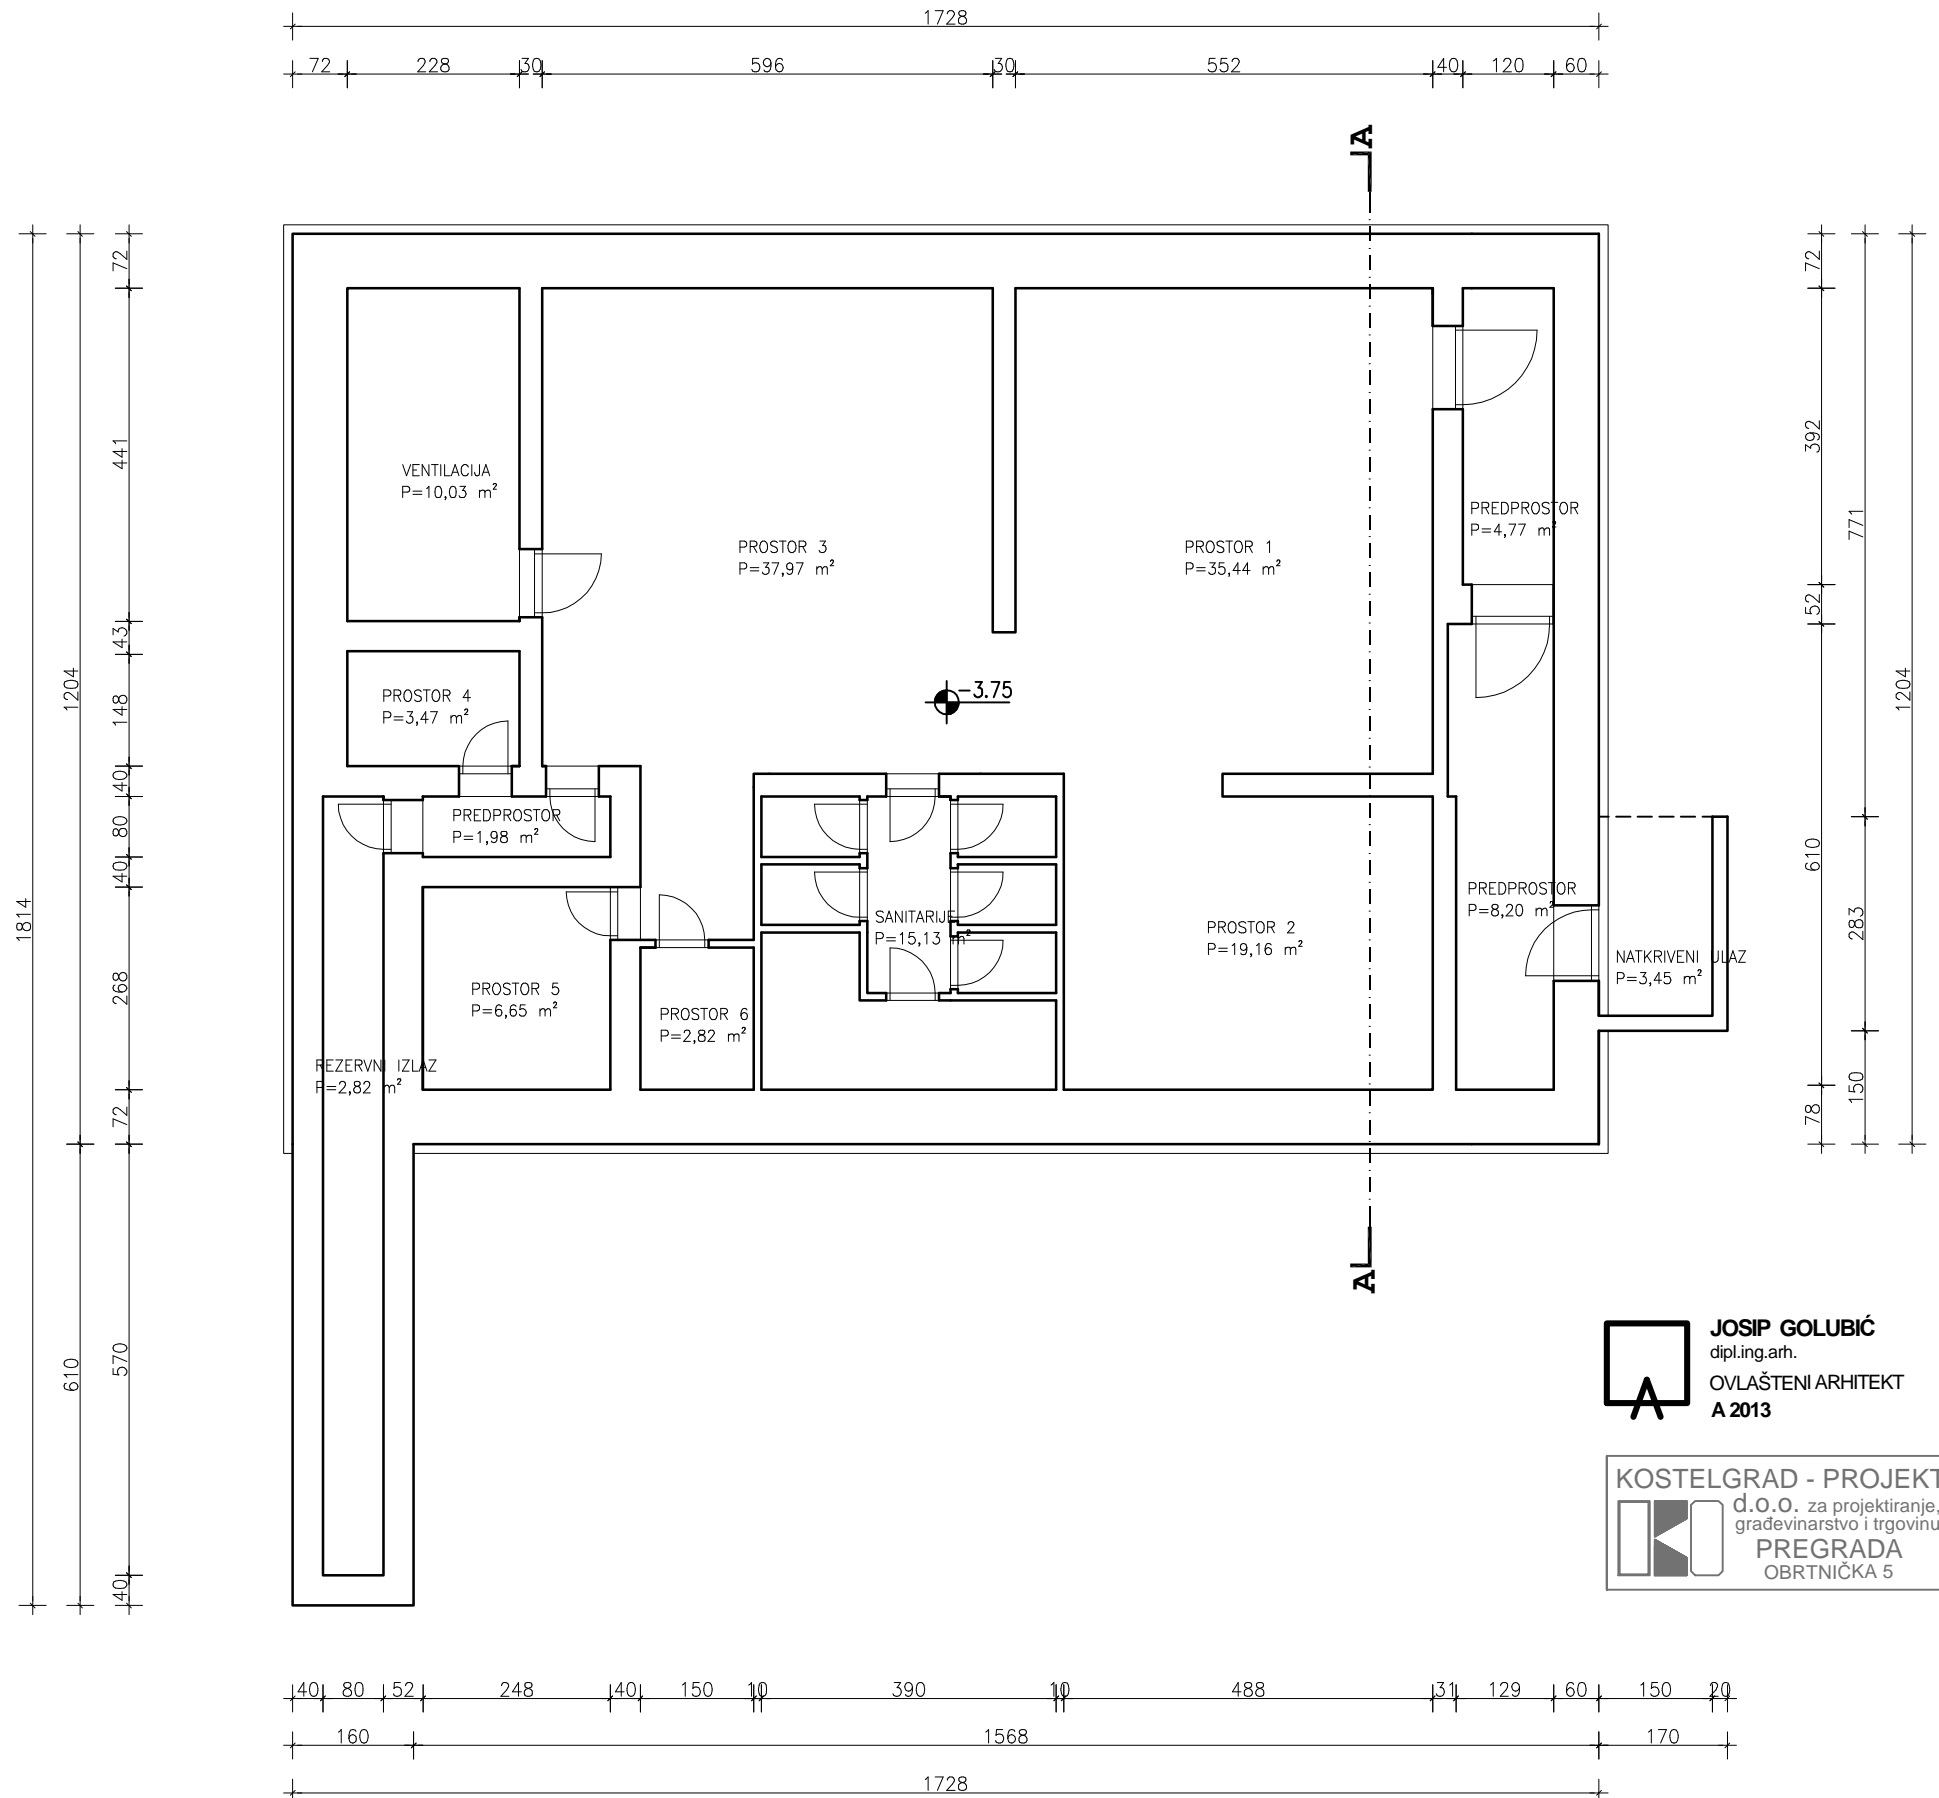 1728
72 228 30 596 30 552 40 120 60
A
72
441
43
148
40
80
40
268
72
570
40
1204
610
1814
72
392
52
610
78
771
283
150
1204
VENTILACIJA
P=10,03 m²
PROSTOR 3
P=37,97 m²
PROSTOR 1
P=35,44 m²
PREDPROSTOR
P=4,77 m²
PROSTOR 4
P=3,47 m²
-3.75
PREDPROSTOR
P=1,98 m²
SANITARIJE
P=15,13 m²
PROSTOR 2
P=19,16 m²
PREDPROSTOR
P=8,20 m²
NATKRIVENI ULAZ
P=3,45 m²
PROSTOR 5
P=6,65 m²
PROSTOR 6
P=2,82 m²
REZERVNI IZLAZ
P=2,82 m²
A
JOSIP GOLUBIĆ
dipl.ing.arh.
OVLAŠTENI ARHITEKT
A 2013
KOSTELGRAD - PROJEKT
d.o.o. za projektiranje,
građevinarstvo i trgovinu
PREGRADA
OBRTNIČKA 5
40 80 52 248 40 150 10 390 10 488 31 129 60 150 20
160 1568 170
1728